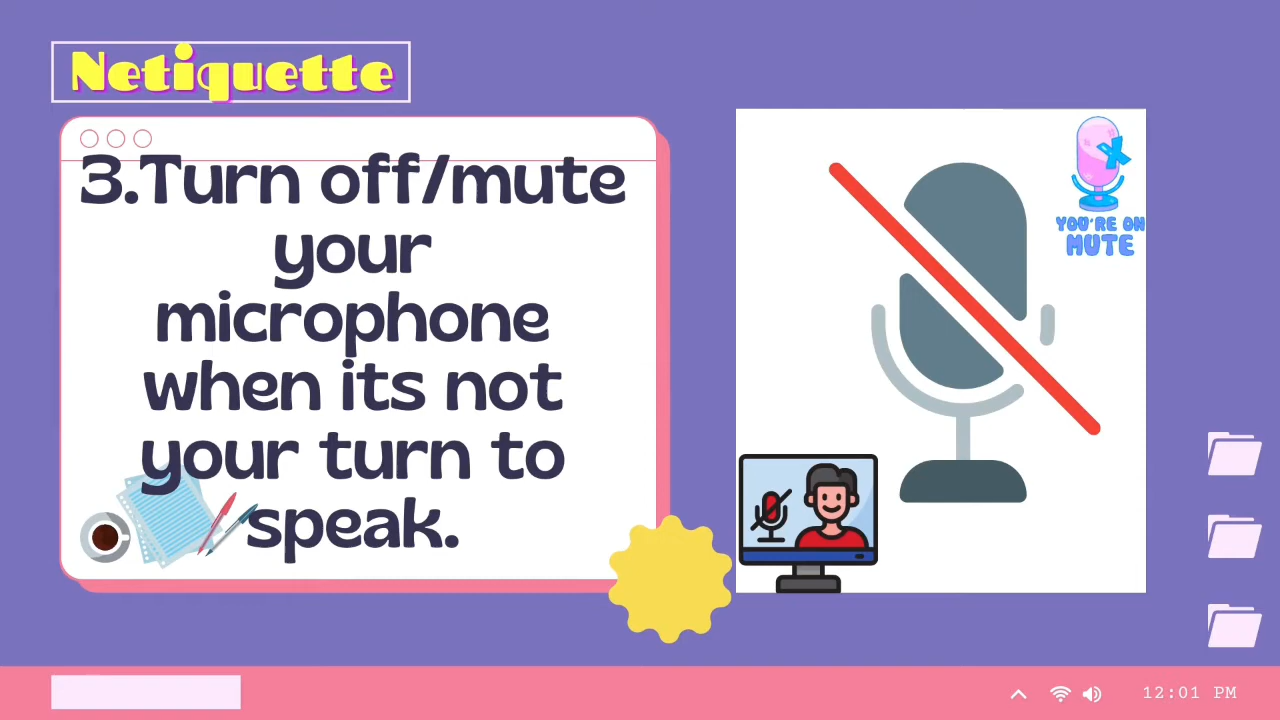 Netiquette
3.Turn off/mute
your
microphone
when its not
your turn to
speak.
YOU'RE ON
MUTE
12:01 PM